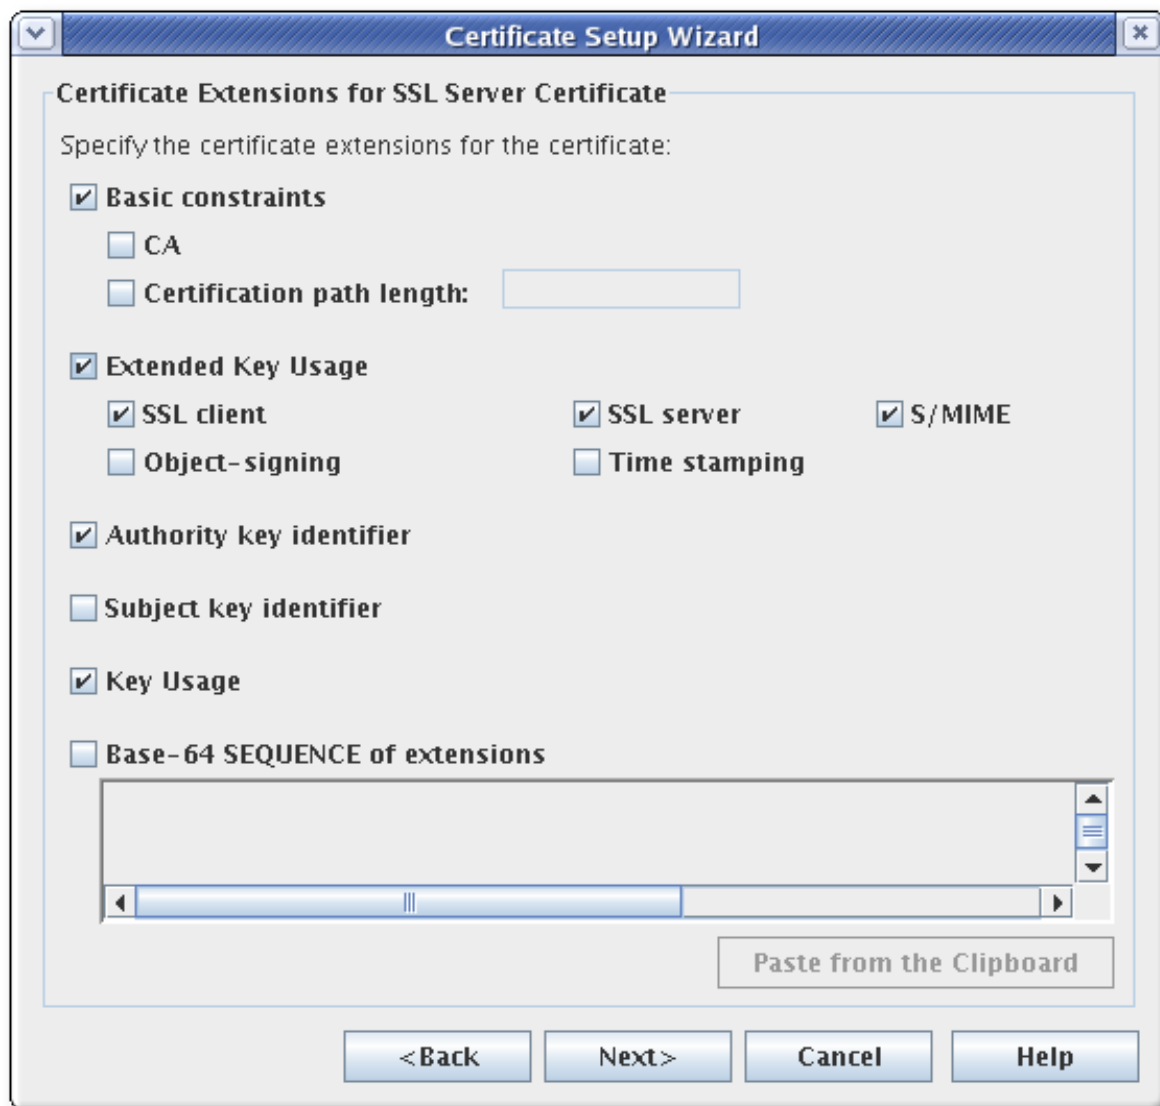 Certificate Setup Wizard
Certificate Extensions for SSL Server Certificate
Specify the certificate extensions for the certificate:
Basic constraints
CA
Certification path length:
Extended Key Usage
SSL client SSL server S/MIME
Object-signing Time stamping
Authority key identifier
Subject key identifier
Key Usage
Base-64 SEQUENCE of extensions
Paste from the Clipboard
<Back Next> Cancel Help